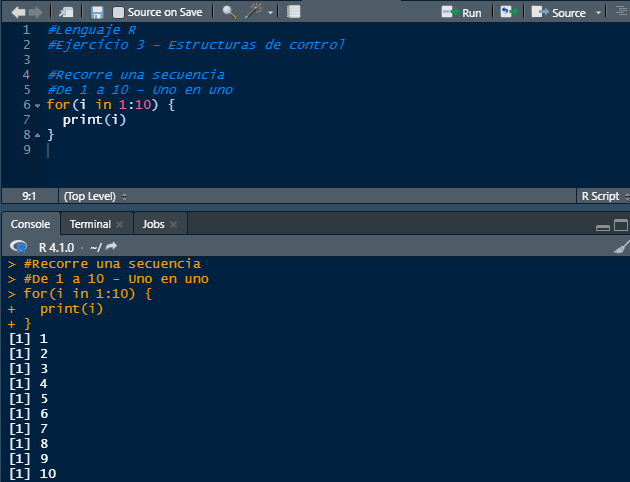 Source on Save Run Source
1 #Lenguaje R
2 #Ejercicio 3 - Estructuras de control
3
4 #Recorre una secuencia
5 #De 1 a 10 - Uno en uno
6 for(i in 1:10) {
7 print(i)
8 }
9
9:1 (Top Level) R Script
Console Terminal Jobs
R R 4.1.0 · ~/
> #Recorre una secuencia
> #De 1 a 10 - Uno en uno
> for(i in 1:10) {
+ print(i)
+ }
[1] 1
[1] 2
[1] 3
[1] 4
[1] 5
[1] 6
[1] 7
[1] 8
[1] 9
[1] 10